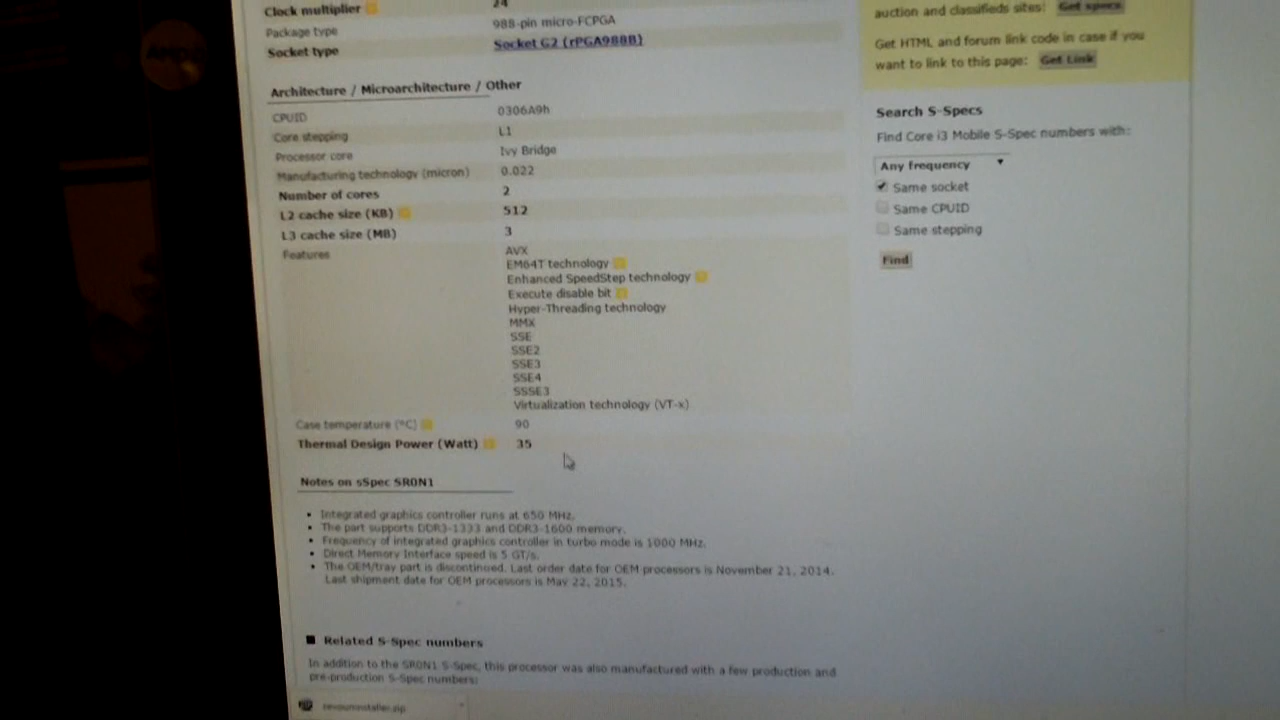 Clock multiplier 24
Package type 988-pin micro-FCPGA
Socket type Socket G2 (rPGA988B)
Architecture / Microarchitecture / Other
CPUID 0306A9h
Core stepping L1
Processor core Ivy Bridge
Manufacturing technology (micron) 0.022
Number of cores 2
L2 cache size (KB) 512
L3 cache size (MB) 3
Features AVX
EM64T technology
Enhanced SpeedStep technology
Execute disable bit
Hyper-Threading technology
MMX
SSE
SSE2
SSE3
SSE4
SSSE3
Virtualization technology (VT-x)
Case temperature (°C) 90
Thermal Design Power (Watt) 35
Notes on sSpec SR0N1
Integrated graphics controller runs at 650 MHz.
The part supports DDR3-1333 and DDR3-1600 memory.
Frequency of integrated graphics controller in turbo mode is 1000 MHz.
Direct Memory Interface speed is 5 GT/s.
The OEM/tray part is discontinued. Last order date for OEM processors is November 21, 2014.
Last shipment date for OEM processors is May 22, 2015.
Related S-Spec numbers
In addition to the SR0N1 S-Spec, this processor was also manufactured with a few production and
pre-production S-Spec numbers:
auction and classifieds sites: Get specs
Get HTML and forum link code in case if you
want to link to this page: Get Link
Search S-Specs
Find Core i3 Mobile S-Spec numbers with:
Any frequency
Same socket
Same CPUID
Same stepping
Find